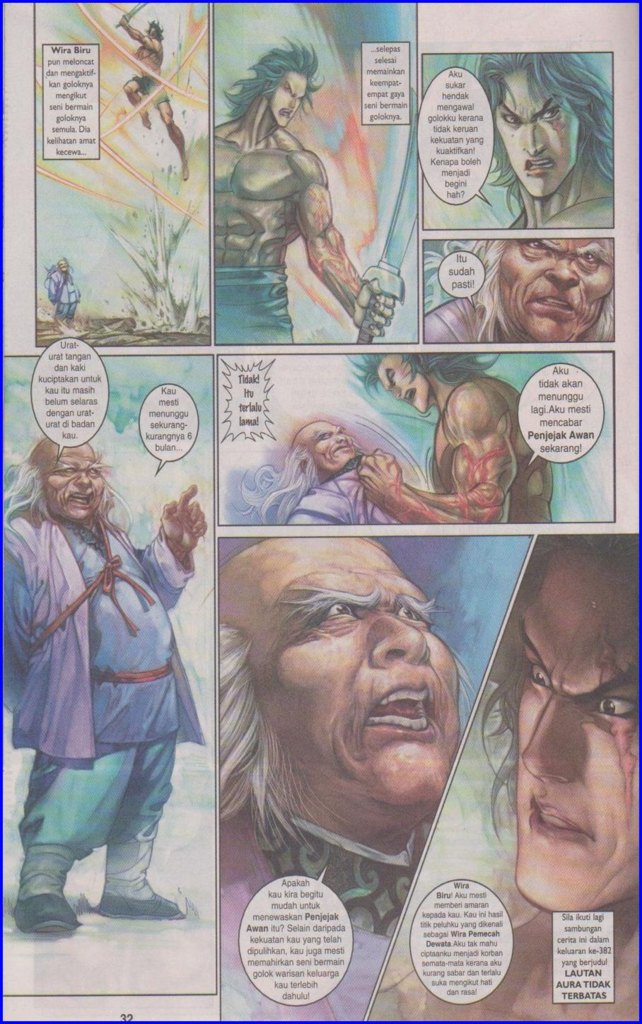 Wira Biru
pun meloncat
dan mengaktif-
kan goloknya
mengikut
seni bermain
goloknya
semula. Dia
kelihatan amat
kecewa...
...selepas
selesai
memainkan
keempat-
empat gaya
seni bermain
goloknya.
Aku
sukar
hendak
mengawal
golokku kerana
tidak keruan
kekuatan yang
kuaktifkan!
Kenapa boleh
menjadi
begini
hah?
Itu
sudah
pasti!
Urat-
urat tangan
dan kaki
kuciptakan untuk
kau itu masih
belum selaras
dengan urat-
urat di badan
kau.
Kau
mesti
menunggu
sekurang-
kurangnya 6
bulan...
Tidak!
Itu
terlalu
lama!
Aku
tidak akan
menunggu
lagi.Aku mesti
mencabar
Penjejak Awan
sekarang!
Apakah
kau kira begitu
mudah untuk
menewaskan Penjejak
Awan itu? Selain daripada
kekuatan kau yang telah
dipulihkan, kau juga mesti
memahirkan seni bermain
golok warisan keluarga
kau terlebih
dahulu!
Wira
Biru! Aku mesti
memberi amaran
kepada kau. Kau ini hasil
titik peluhku yang dikenali
sebagai Wira Pemecah
Dewata.Aku tak mahu
ciptaanku menjadi korban
semata-mata kerana aku
kurang sabar dan terlalu
suka mengikut hati
dan rasa!
Sila ikuti lagi
sambungan
cerita ini dalam
keluaran ke-382
yang berjudul
LAUTAN
AURA TIDAK
TERBATAS
32